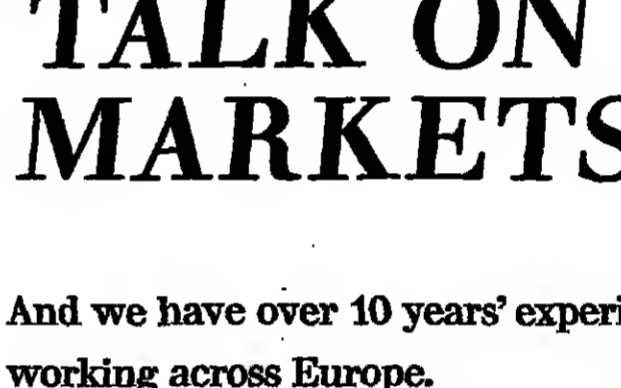 TALK ON
MARKETS
And we have over 10 years' experi
working across Europe.